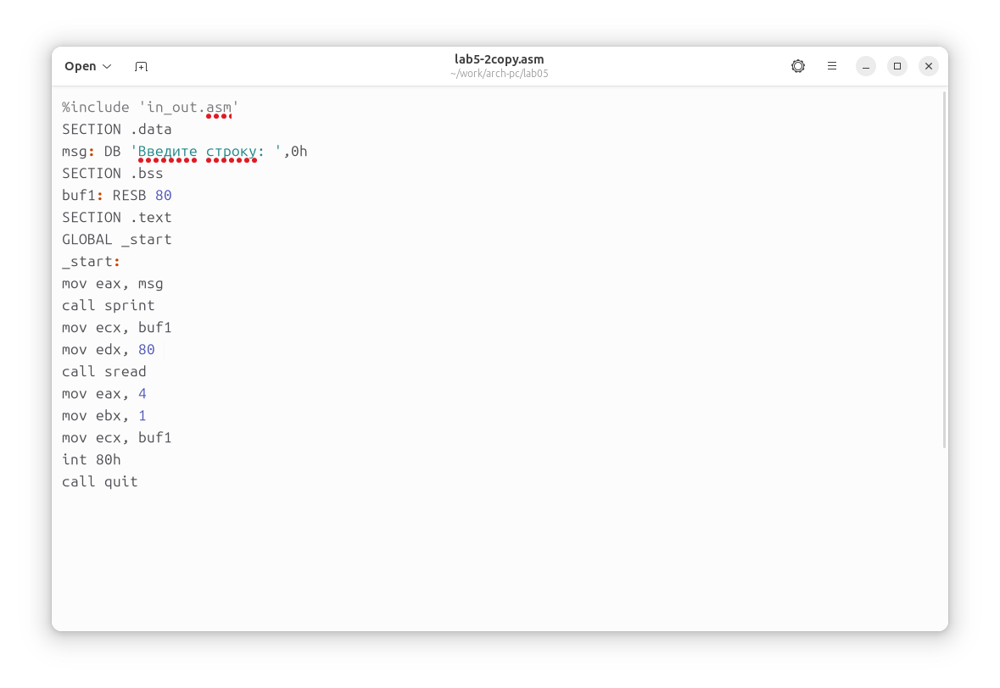 Open
lab5-2copy.asm
~/work/arch-pc/lab05
%include 'in_out.asm'
SECTION .data
msg: DB 'Введите строку: ',0h
SECTION .bss
buf1: RESB 80
SECTION .text
GLOBAL _start
_start:
mov eax, msg
call sprint
mov ecx, buf1
mov edx, 80
call sread
mov eax, 4
mov ebx, 1
mov ecx, buf1
int 80h
call quit